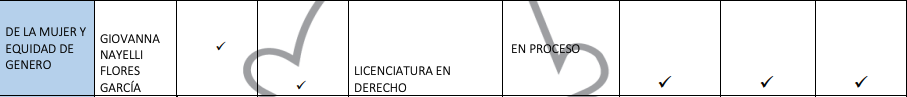 DE LA MUJER Y
EQUIDAD DE
GENERO
GIOVANNA
NAYELLI
FLORES
GARCÍA
✓
✓
LICENCIATURA EN
DERECHO
EN PROCESO
✓ ✓ ✓